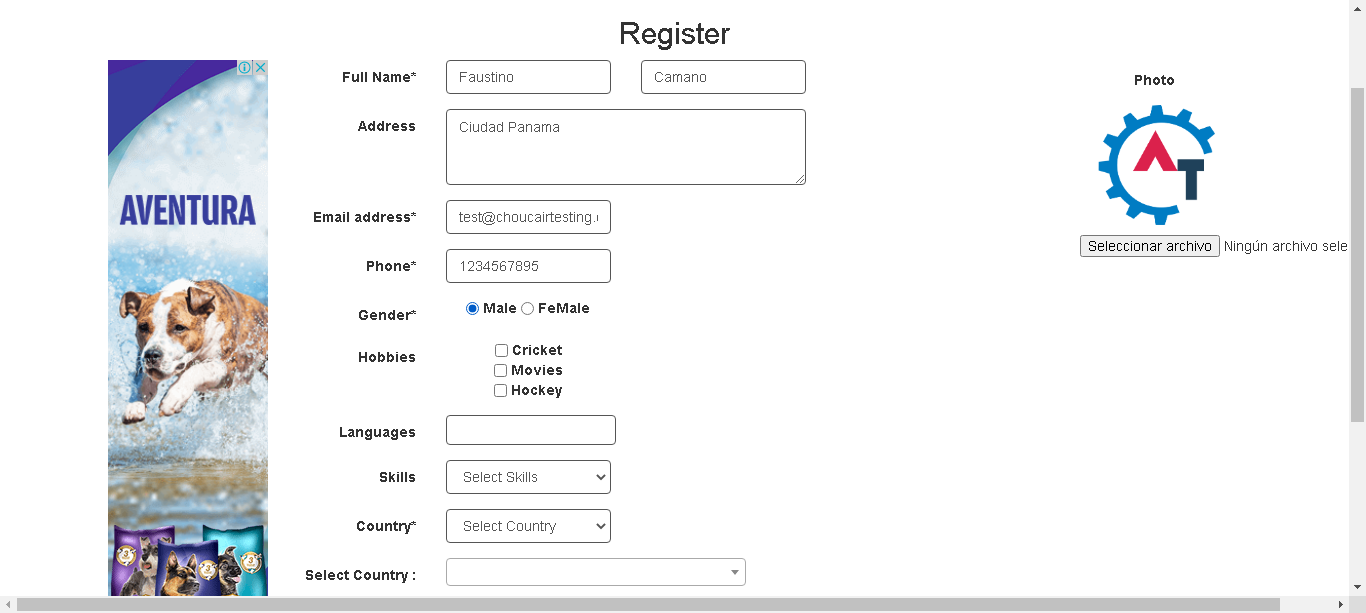 Register
Full Name*
Faustino
Camano
Photo
Address
Ciudad Panama
AT
AVENTURA
Email address*
test@choucairtesting.
Seleccionar archivo
Ningún archivo sele
Phone*
1234567895
Gender*
Male
FeMale
Hobbies
Cricket
Movies
Hockey
Languages
Skills
Select Skills
Country*
Select Country
Select Country :